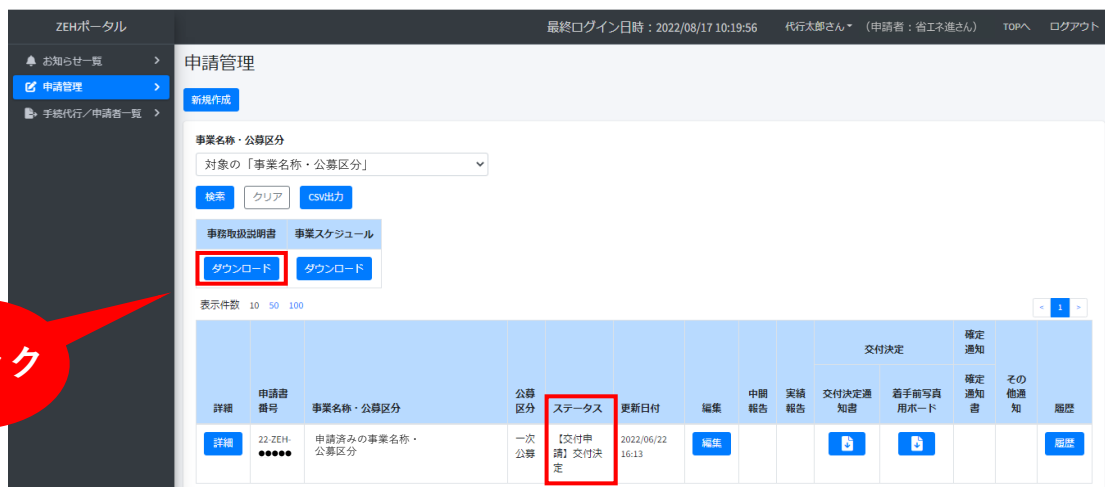 ZEHポータル
最終ログイン日時：2022/08/17 10:19:56 代行太郎さん （申請者：省エネ進さん） TOPへ ログアウト
お知らせ一覧 >
申請管理 >
手続代行／申請者一覧 >
申請管理
新規作成
事業名称・公募区分
対象の「事業名称・公募区分」
検索 クリア CSV出力
事務取扱説明書 事業スケジュール
ダウンロード ダウンロード
表示件数 10 50 100
< 1 >
ク
詳細
申請書
番号
事業名称・公募区分
公募
区分
ステータス
更新日付
編集
中間
報告
実績
報告
交付決定
交付決定通
知書
着手前写真
用ボード
確定
通知
確定
通知
書
その
他通
知
履歴
詳細
22-ZEH-
●●●●●
申請済みの事業名称・
公募区分
一次
公募
【交付申
請】交付決
定
2022/06/22
16:13
編集
履歴